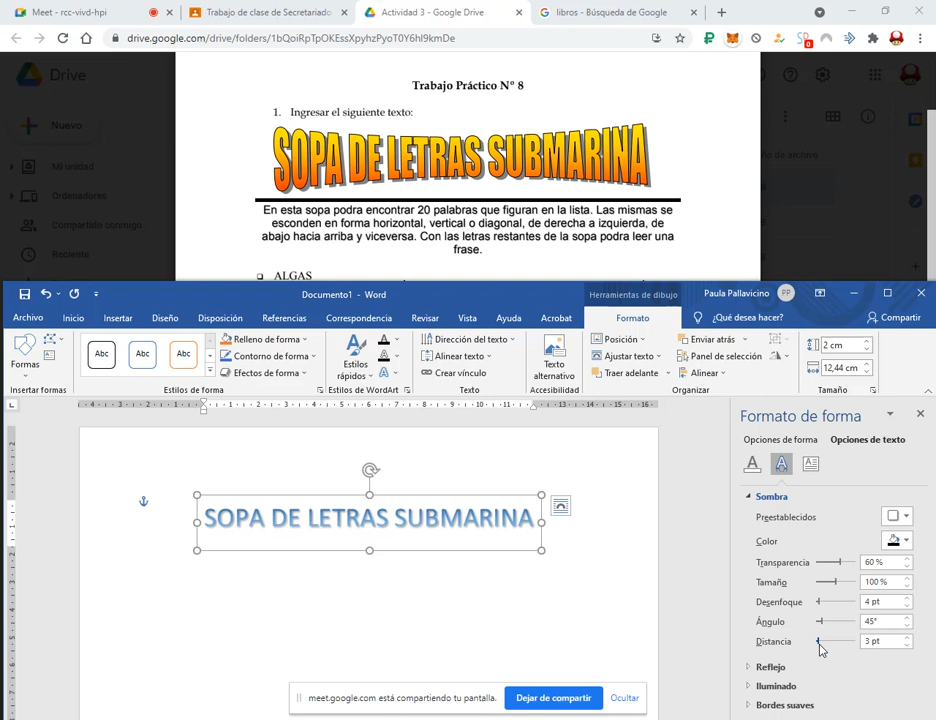 Meet - rcc-vivd-hpi
Trabajo de clase de Secretariado
Actividad 3 - Google Drive
libros - Búsqueda de Google
drive.google.com/drive/folders/1bQoiRpTpOKEssXpyhzPyoT0Y6hl9kmDe
Drive
Nuevo
Mi unidad
Ordenadores
Compartido conmigo
Reciente
Trabajo Práctico Nº 8
1. Ingresar el siguiente texto:
SOPA DE LETRAS SUBMARINA
En esta sopa podra encontrar 20 palabras que figuran en la lista. Las mismas se
esconden en forma horizontal, vertical o diagonal, de derecha a izquierda, de
abajo hacia arriba y viceversa. Con las letras restantes de la sopa podra leer una
frase.
ALGAS
ño de archivo
Documento1 - Word
Herramientas de dibujo
Paula Pallavicino
PP
Archivo
Inicio
Insertar
Diseño
Disposición
Referencias
Correspondencia
Revisar
Vista
Ayuda
Acrobat
Formato
¿Qué desea hacer?
Compartir
Formas
Insertar formas
Abc
Abc
Abc
Relleno de forma
Contorno de forma
Efectos de forma
Estilos de forma
Estilos
rápidos
Estilos de WordArt
Dirección del texto
Alinear texto
Crear vínculo
Texto
Texto
alternativo
Accesibilidad
Posición
Ajustar texto
Traer adelante
Enviar atrás
Panel de selección
Alinear
Organizar
2 cm
12,44 cm
Tamaño
SOPA DE LETRAS SUBMARINA
Formato de forma
Opciones de forma
Opciones de texto
Sombra
Preestablecidos
Color
Transparencia 60 %
Tamaño 100 %
Desenfoque 4 pt
Ángulo 45°
Distancia 3 pt
Reflejo
Iluminado
Bordes suaves
meet.google.com está compartiendo tu pantalla.
Dejar de compartir
Ocultar